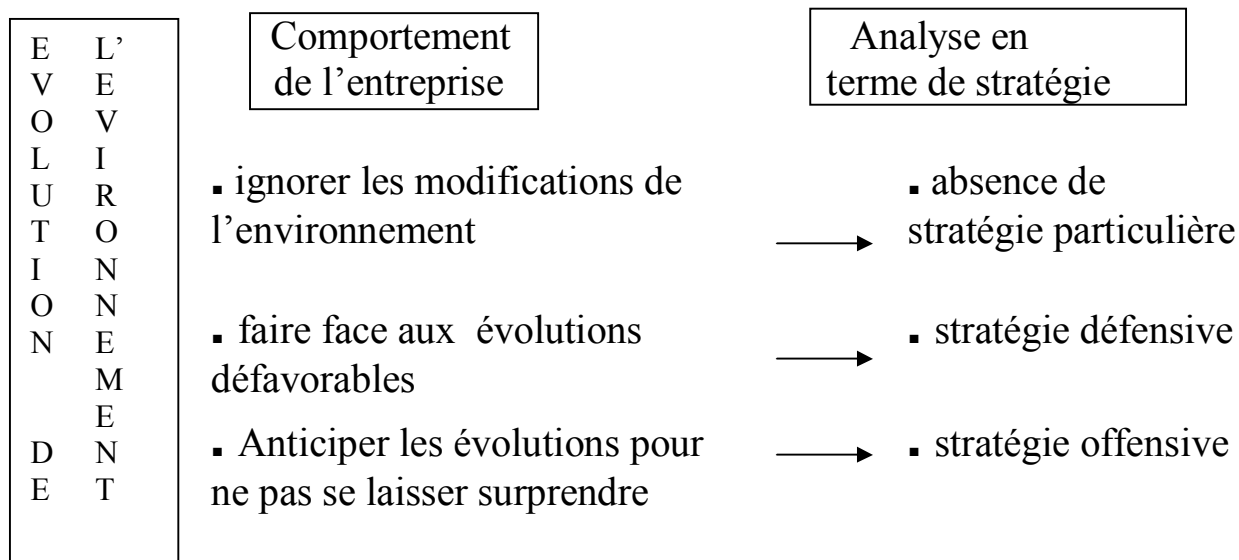 EVOLUTION DE
L’EVIRONNEMENT
Comportement
de l’entreprise
Analyse en
terme de stratégie
. ignorer les modifications de
l’environnement
. absence de
stratégie particulière
. faire face aux évolutions
défavorables
. stratégie défensive
. Anticiper les évolutions pour
ne pas se laisser surprendre
. stratégie offensive